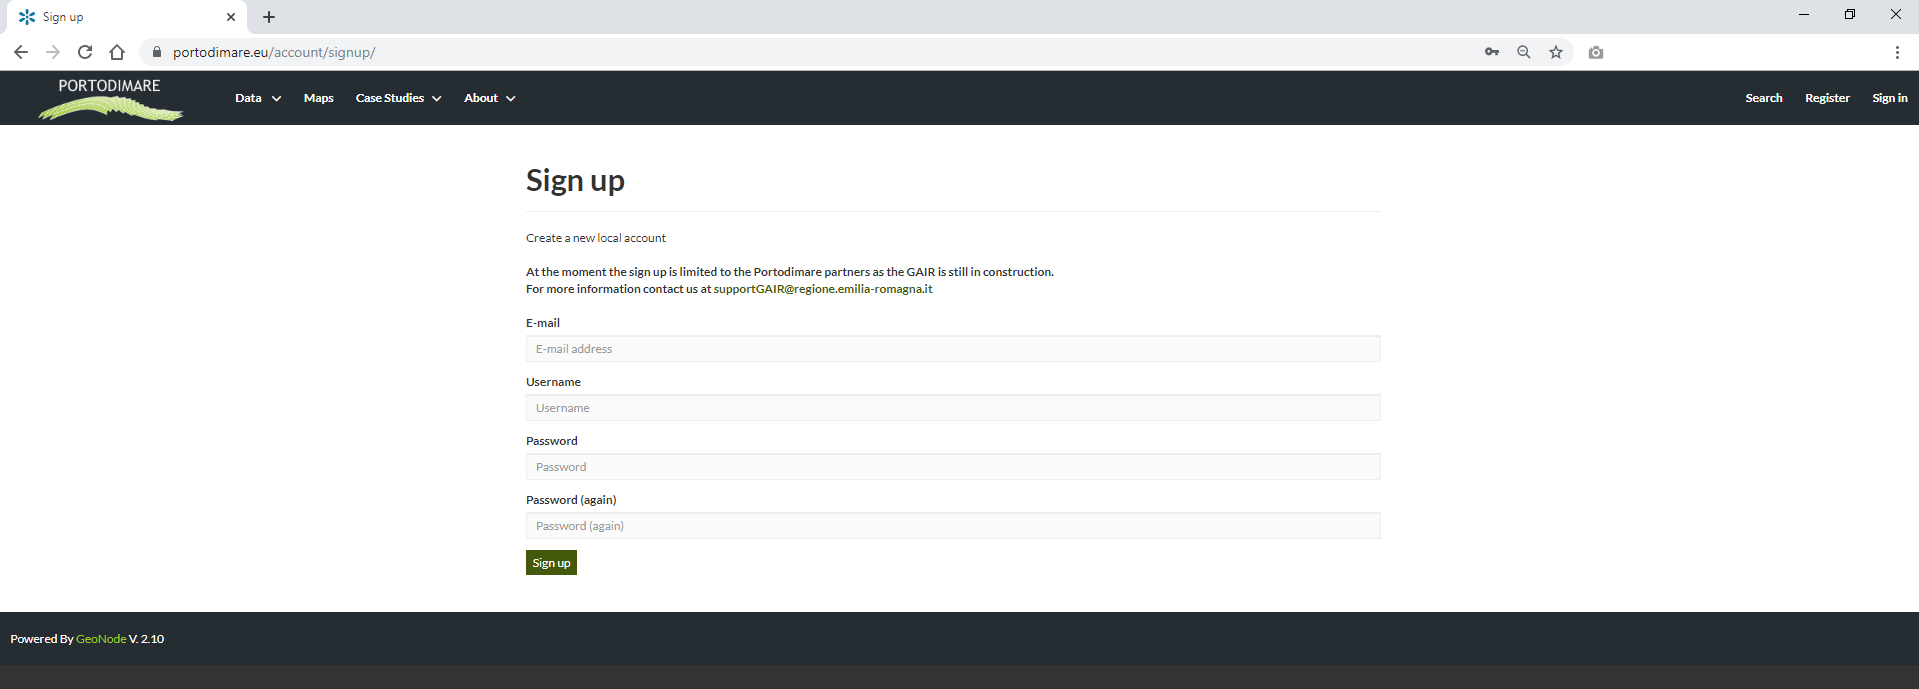 Sign up
portodimare.eu/account/signup/
PORTODIMARE
Data Maps Case Studies About Search Register Sign in
Sign up
Create a new local account
At the moment the sign up is limited to the Portodimare partners as the GAIR is still in construction.
For more information contact us at supportGAIR@regione.emilia-romagna.it
E-mail
E-mail address
Username
Username
Password
Password
Password (again)
Password (again)
Sign up
Powered By GeoNode V. 2.10